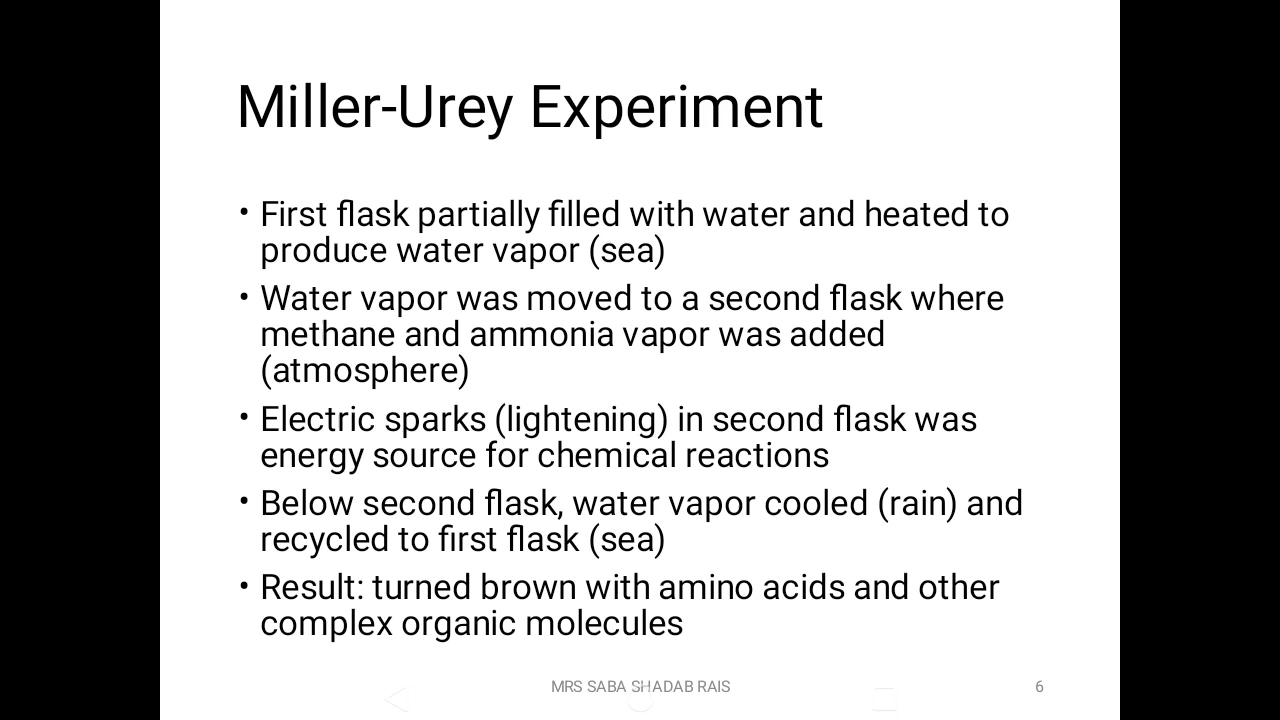 Miller-Urey Experiment
• First flask partially filled with water and heated to
produce water vapor (sea)
• Water vapor was moved to a second flask where
methane and ammonia vapor was added
(atmosphere)
• Electric sparks (lightening) in second flask was
energy source for chemical reactions
• Below second flask, water vapor cooled (rain) and
recycled to first flask (sea)
• Result: turned brown with amino acids and other
complex organic molecules
MRS SABA SHADAB RAIS
6